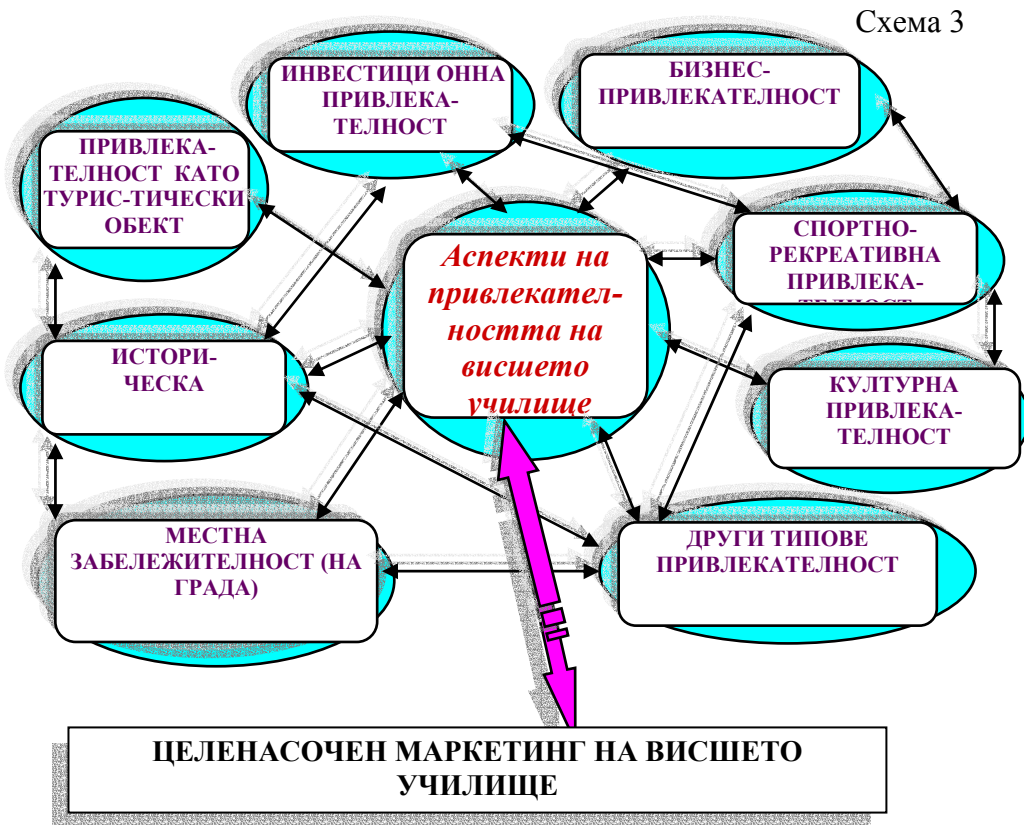 Схема 3
ИНВЕСТИЦИ ОННА
ПРИВЛЕКА-
ТЕЛНОСТ
БИЗНЕС-
ПРИВЛЕКАТЕЛНОСТ
ПРИВЛЕКА-
ТЕЛНОСТ КАТО
ТУРИС-ТИЧЕСКИ
ОБЕКТ
Аспекти на
привлекател-
ността на
висшето
училище
СПОРТНО-
РЕКРЕАТИВНА
ПРИВЛЕКА-
ТЕЛНОСТ
ИСТОРИ-
ЧЕСКА
КУЛТУРНА
ПРИВЛЕКА-
ТЕЛНОСТ
МЕСТНА
ЗАБЕЛЕЖИТЕЛНОСТ (НА
ГРАДА)
ДРУГИ ТИПОВЕ
ПРИВЛЕКАТЕЛНОСТ
ЦЕЛЕНАСОЧЕН МАРКЕТИНГ НА ВИСШЕТО
УЧИЛИЩЕ